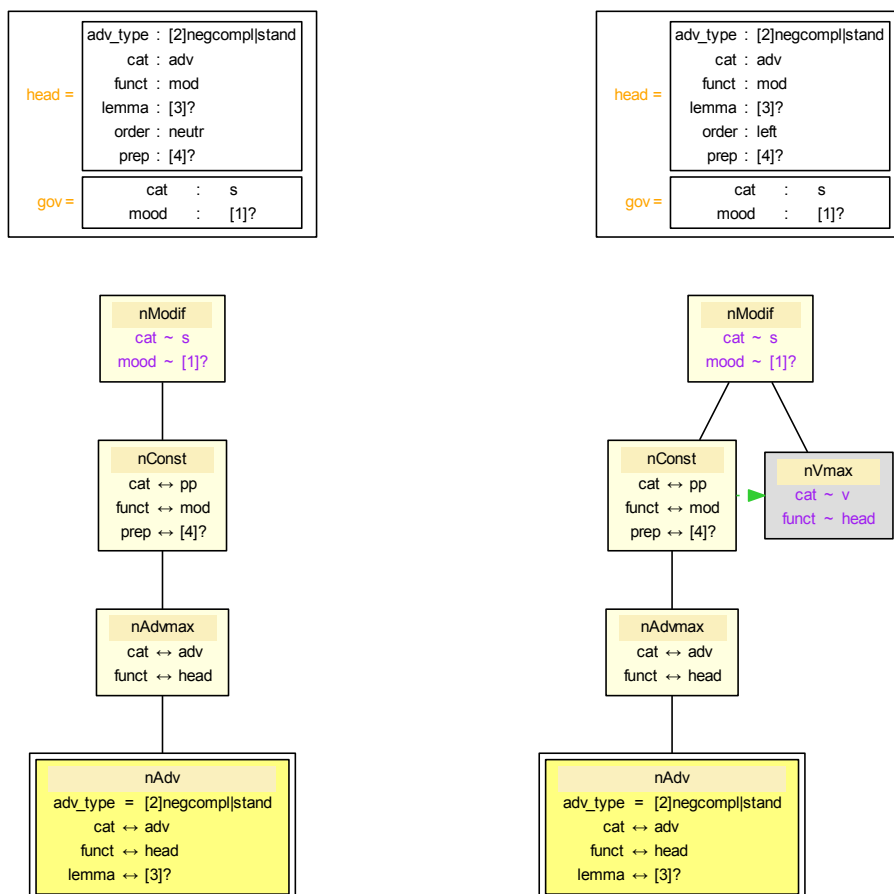 head =
adv_type : [2]negcompl|stand
cat : adv
funct : mod
lemma : [3]?
order : neutr
prep : [4]?
gov =
cat : s
mood : [1]?
head =
adv_type : [2]negcompl|stand
cat : adv
funct : mod
lemma : [3]?
order : left
prep : [4]?
gov =
cat : s
mood : [1]?
nModif
cat ~ s
mood ~ [1]?
nConst
cat ↔ pp
funct ↔ mod
prep ↔ [4]?
nAdvmax
cat ↔ adv
funct ↔ head
nAdv
adv_type = [2]negcompl|stand
cat ↔ adv
funct ↔ head
lemma ↔ [3]?
nModif
cat ~ s
mood ~ [1]?
nConst
cat ↔ pp
funct ↔ mod
prep ↔ [4]?
nVmax
cat ~ v
funct ~ head
nAdvmax
cat ↔ adv
funct ↔ head
nAdv
adv_type = [2]negcompl|stand
cat ↔ adv
funct ↔ head
lemma ↔ [3]?